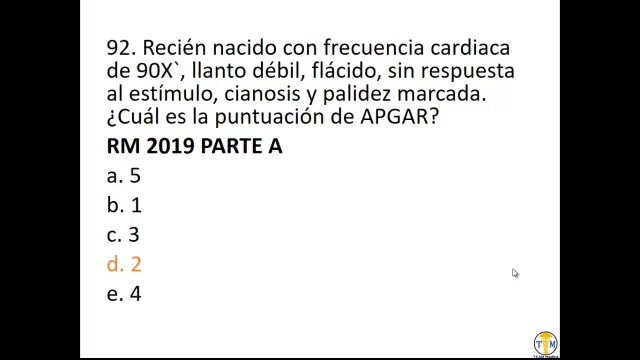 92. Recién nacido con frecuencia cardiaca
de 90X`, llanto débil, flácido, sin respuesta
al estímulo, cianosis y palidez marcada.
¿Cuál es la puntuación de APGAR?
RM 2019 PARTE A
a. 5
b. 1
c. 3
d. 2
e. 4